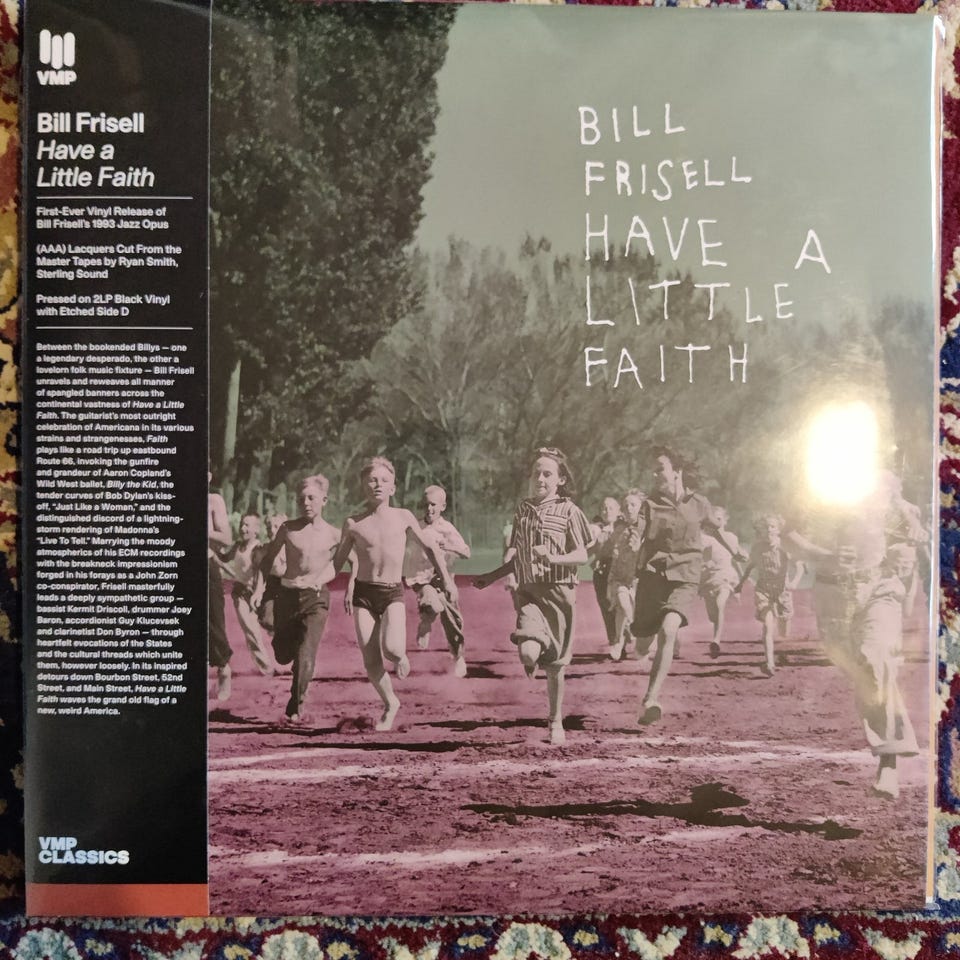 VMP
Bill Frisell
Have a
Little Faith
First-Ever Vinyl Release of
Bill Frisell's 1993 Jazz Opus
(AAA) Lacquers Cut From the
Master Tapes by Ryan Smith,
Sterling Sound
Pressed on 2LP Black Vinyl
with Etched Side D
Between the bookended Billys — one
a legendary desperado, the other a
lovelorn folk music fixture — Bill Frisell
unravels and reweaves all manner
of spangled banners across the
continental vastness of Have a Little
Faith. The guitarist's most outright
celebration of Americana in its various
strains and strangenesses, Faith
plays like a road trip up eastbound
Route 66, invoking the gunfire
and grandeur of Aaron Copland's
Wild West ballet, Billy the Kid, the
tender curves of Bob Dylan's kiss-
off, "Just Like a Woman," and the
distinguished discord of a lightning-
storm rendering of Madonna's
"Live To Tell." Marrying the moody
atmospherics of his ECM recordings
with the breakneck impressionism
forged in his forays as a John Zorn
co-conspirator, Frisell masterfully
leads a deeply sympathetic group —
bassist Kermit Driscoll, drummer Joey
Baron, accordionist Guy Klucevsek
and clarinetist Don Byron — through
heartfelt evocations of the States
and the cultural threads which unite
them, however loosely. In its inspired
detours down Bourbon Street, 52nd
Street, and Main Street, Have a Little
Faith waves the grand old flag of a
new, weird America.
VMP
CLASSICS
BILL
FRISELL
HAVE A
LITTLE
FAITH